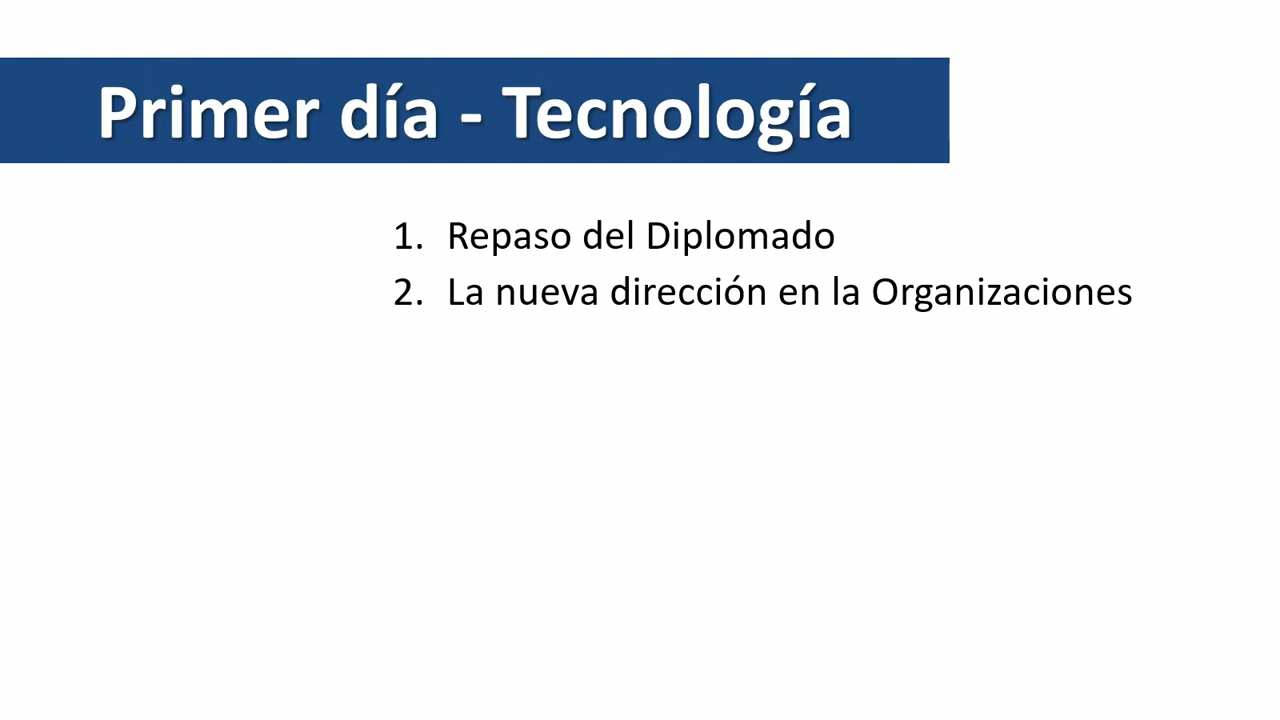 Primer día - Tecnología
1. Repaso del Diplomado
2. La nueva dirección en la Organizaciones